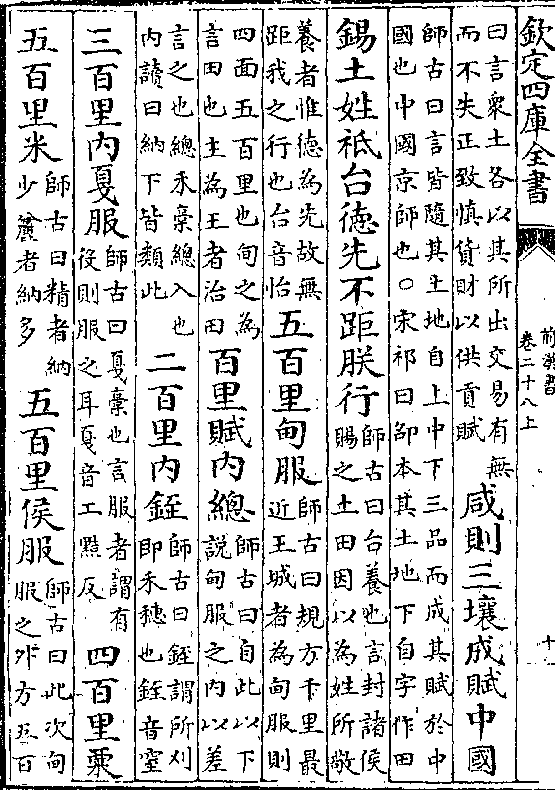 欽定四庫全書
前漢書
卷二十八上
十
曰言衆土各以其所出交易有無
而不失正致慎貨財以供貢賦
咸則三壤成賦中國
師古曰言皆隨其土地自上中下三品而成其賦於中
國也中國京師也○宋祁曰邵本其土地下自字作田
錫土姓祗台德先不距朕行
師古曰台養也言封諸侯
賜之土田因以為姓所敬
養者惟德為先故無
距我之行也台音怡
五百里甸服
師古曰規方千里最
近王城者為甸服則
四面五百里也甸之為
言田也主為王者治田
百里賦內總
師古曰自此以下
說甸服之內以差
言之也總禾稾總入也
內讀曰納下皆類此
二百里內銍
師古曰銍謂所刈
即禾穗也銍音窒
三百里內戛服
師古曰戛稾也言服者謂有
役則服之耳戛音工黠反
四百里粟
五百里米
師古曰精者納
少麤者納多
五百里侯服
師古曰此次甸
服之外方五百